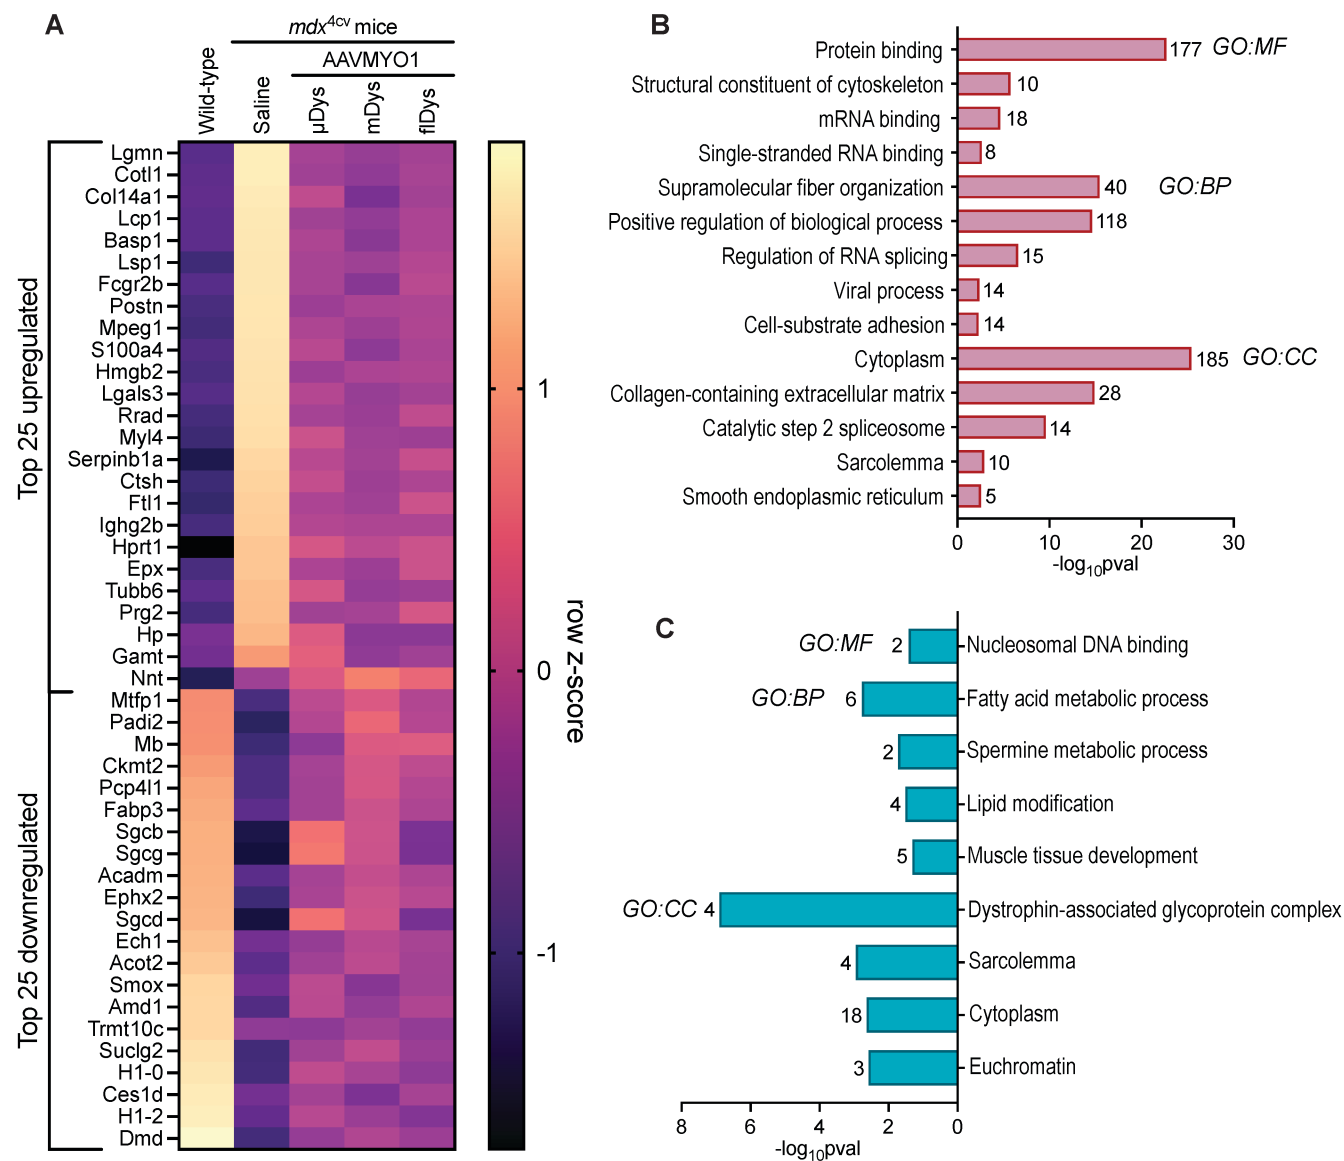 A
mdx4cv mice
AAVMYO1
Wild-type
Saline
µDys
mDys
flDys
Top 25 upregulated
Lgmn
Cotl1
Col14a1
Lcp1
Basp1
Lsp1
Fcgr2b
Postn
Mpeg1
S100a4
Hmgb2
Lgals3
Rrad
Myl4
Serpinb1a
Ctsh
Ftl1
Ighg2b
Hprt1
Epx
Tubb6
Prg2
Hp
Gamt
Nnt
Top 25 downregulated
Mtfp1
Padi2
Mb
Ckmt2
Pcp4l1
Fabp3
Sgcb
Sgcg
Acadm
Ephx2
Sgcd
Ech1
Acot2
Smox
Amd1
Trmt10c
Suclg2
H1-0
Ces1d
H1-2
Dmd
1
0
-1
row z-score
B
Protein binding 177 GO:MF
Structural constituent of cytoskeleton 10
mRNA binding 18
Single-stranded RNA binding 8
Supramolecular fiber organization 40 GO:BP
Positive regulation of biological process 118
Regulation of RNA splicing 15
Viral process 14
Cell-substrate adhesion 14
Cytoplasm 185 GO:CC
Collagen-containing extracellular matrix 28
Catalytic step 2 spliceosome 14
Sarcolemma 10
Smooth endoplasmic reticulum 5
0 10 20 30
-log10pval
C
GO:MF 2 Nucleosomal DNA binding
GO:BP 6 Fatty acid metabolic process
2 Spermine metabolic process
4 Lipid modification
5 Muscle tissue development
GO:CC 4 Dystrophin-associated glycoprotein complex
4 Sarcolemma
18 Cytoplasm
3 Euchromatin
8 6 4 2 0
-log10pval